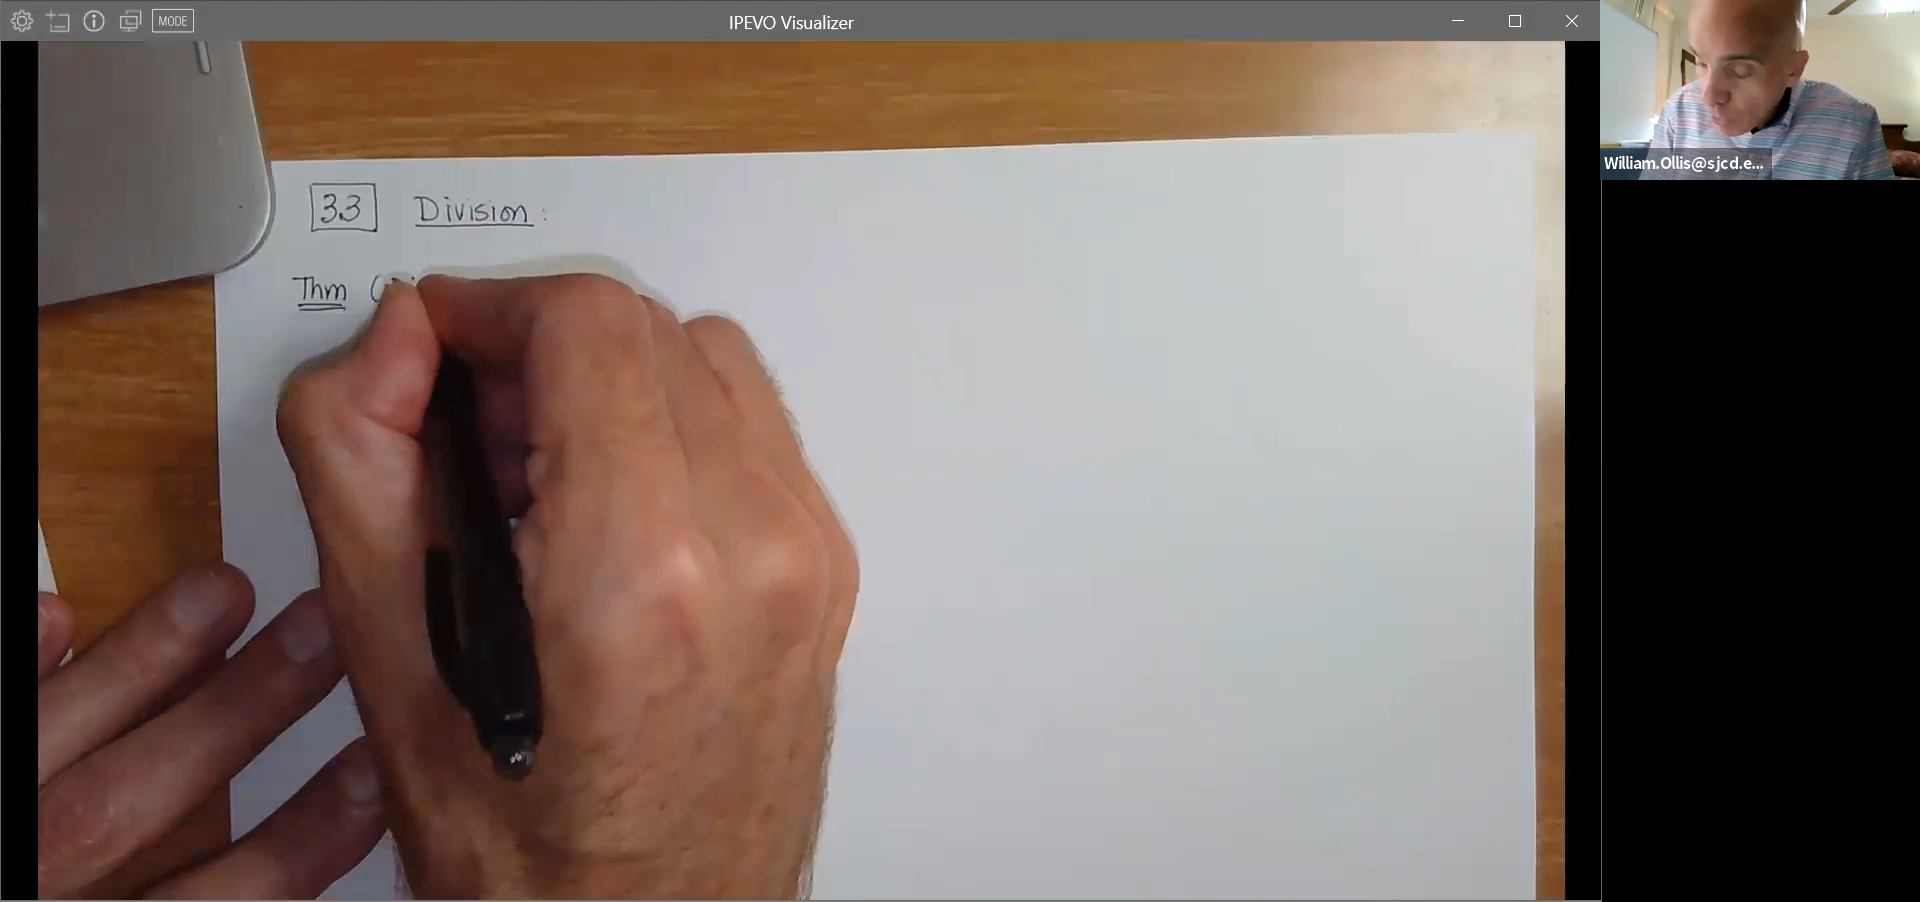 MODE
IPEVO Visualizer
William.Ollis@sjcd.e...
3.3 Division:
Thm (